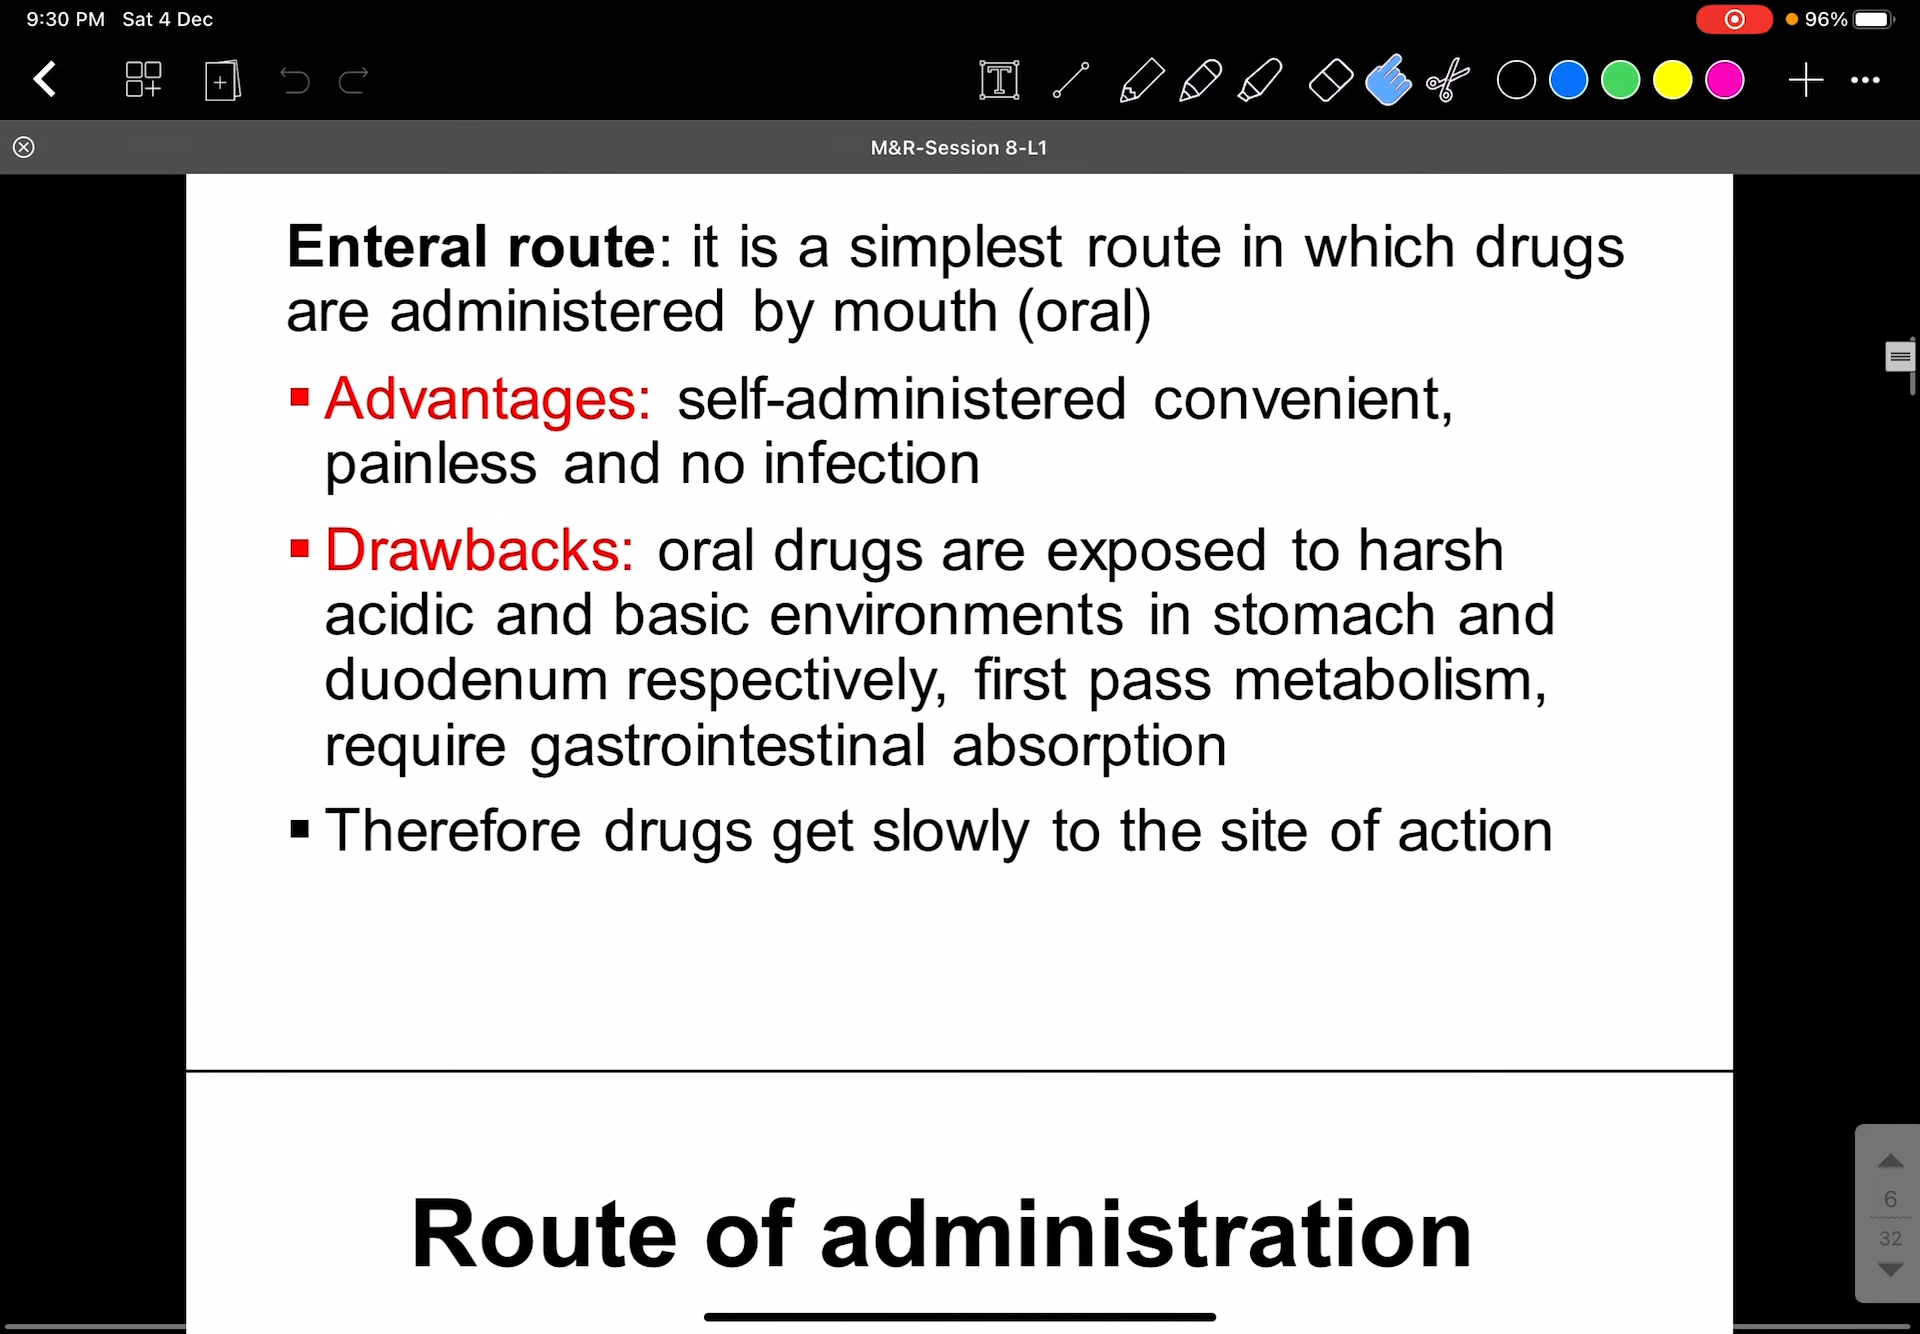 9:30 PM Sat 4 Dec
96%
T
M&R-Session 8-L1
Enteral route: it is a simplest route in which drugs
are administered by mouth (oral)
▪ Advantages: self-administered convenient,
painless and no infection
▪ Drawbacks: oral drugs are exposed to harsh
acidic and basic environments in stomach and
duodenum respectively, first pass metabolism,
require gastrointestinal absorption
▪ Therefore drugs get slowly to the site of action
6
32
Route of administration